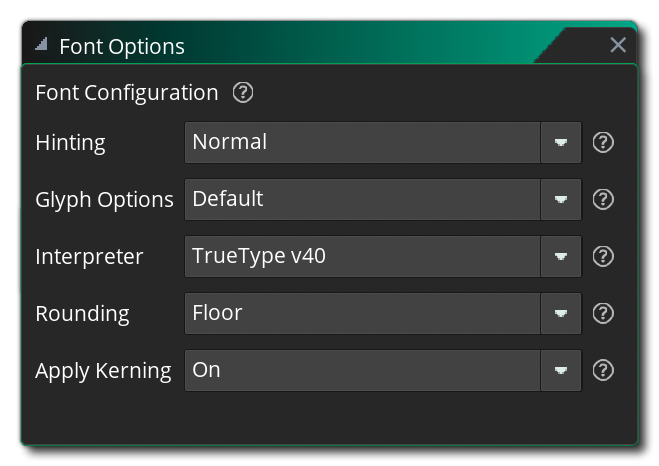 Font Options
Font Configuration ?
Hinting Normal ?
Glyph Options Default ?
Interpreter TrueType v40 ?
Rounding Floor ?
Apply Kerning On ?